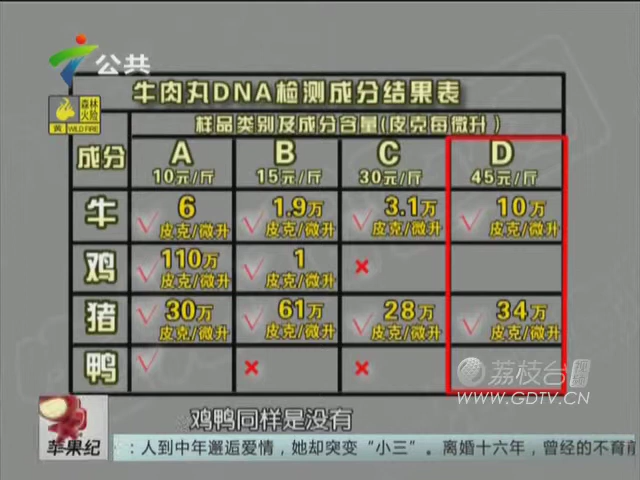 公共
牛肉丸DNA检测成分结果表
森林火险
黄 WILD FIRE
样品类别及成分含量(皮克每微升)
成分 A B C D
10元/斤 15元/斤 30元/斤 45元/斤
牛 6 1.9万 3.1万 10万
皮克/微升 皮克/微升 皮克/微升 皮克/微升
鸡 110万 1
皮克/微升 皮克/微升
猪 30万 61万 28万 34万
皮克/微升 皮克/微升 皮克/微升 皮克/微升
鸭
荔枝台 视频
WWW.GDTV.CN
鸡鸭同样是没有
苹果纪
：人到中年邂逅爱情，她却突变“小三”。离婚十六年，曾经的不育前